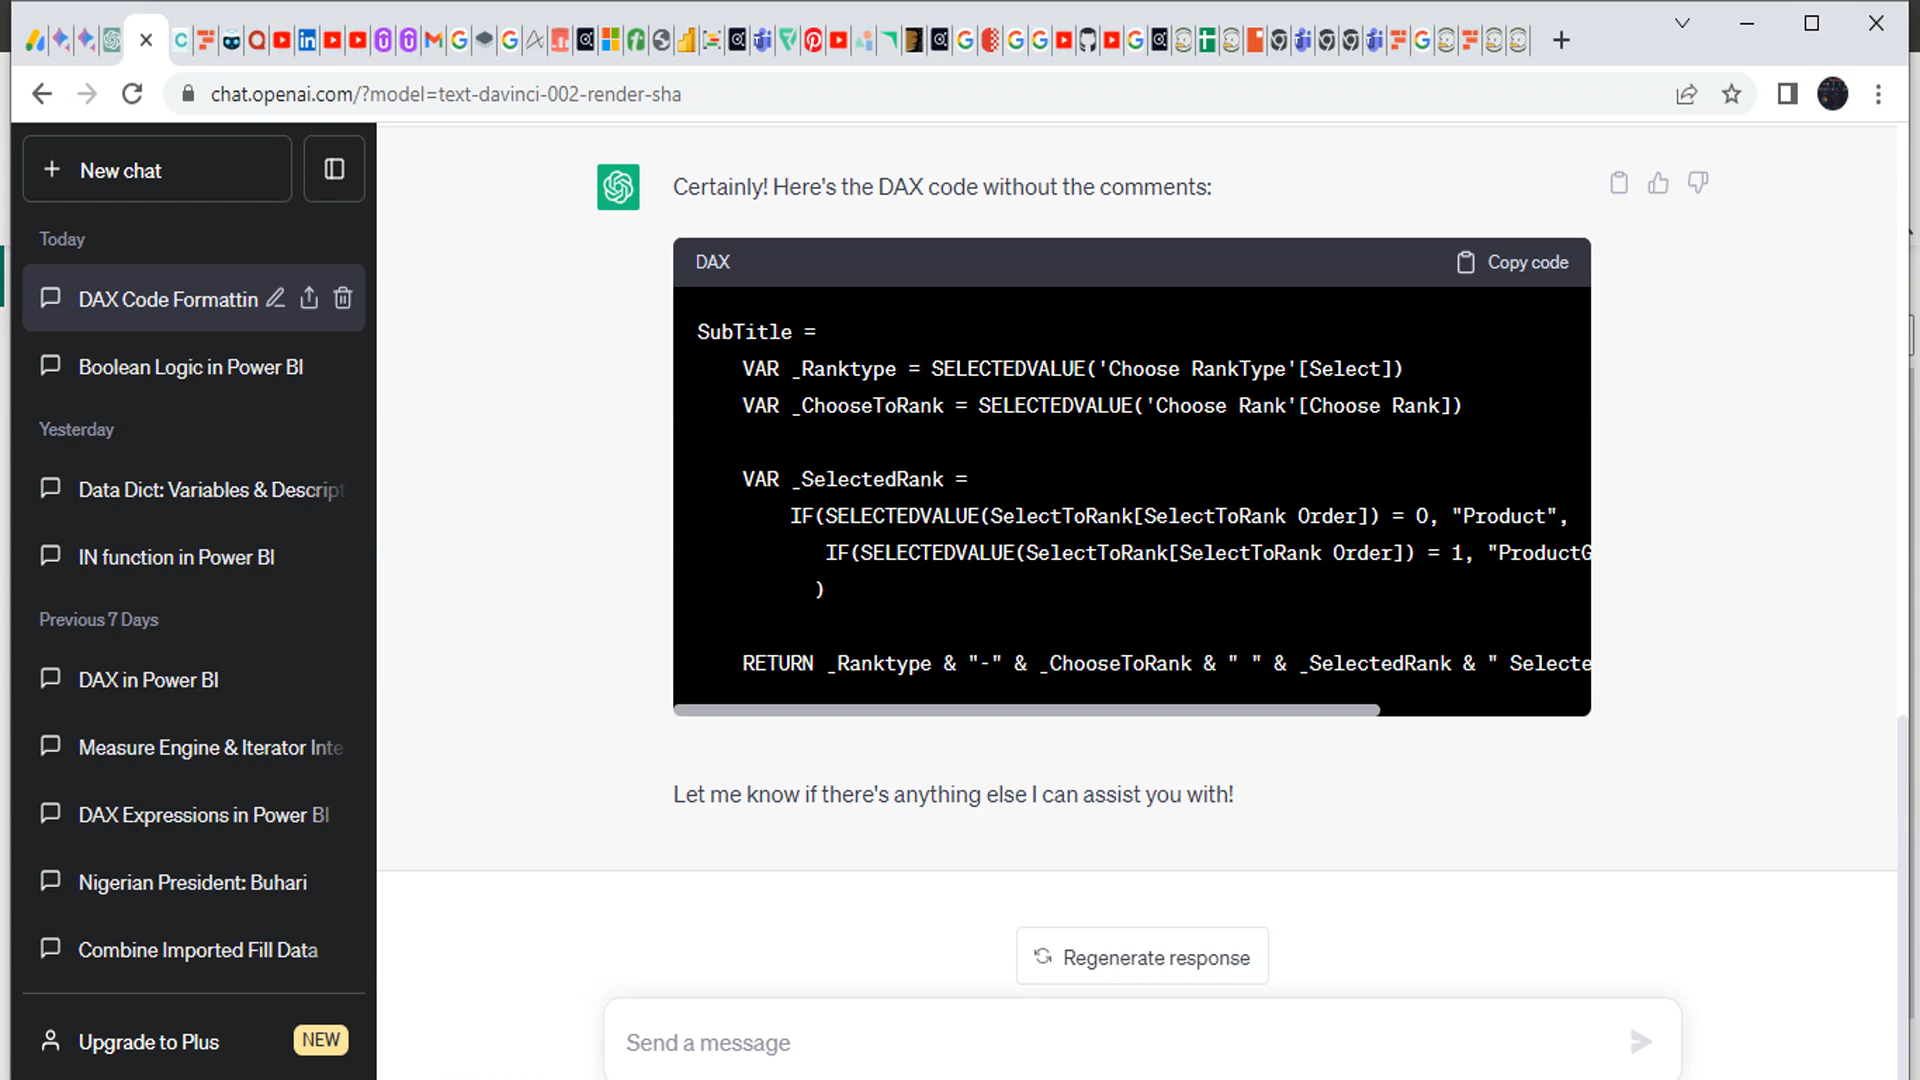 chat.openai.com/?model=text-davinci-002-render-sha
New chat
Today
DAX Code Formattin
Boolean Logic in Power BI
Yesterday
Data Dict: Variables & Descript
IN function in Power BI
Previous 7 Days
DAX in Power BI
Measure Engine & Iterator Inte
DAX Expressions in Power BI
Nigerian President: Buhari
Combine Imported Fill Data
Upgrade to Plus NEW
Certainly! Here's the DAX code without the comments:
DAX Copy code
SubTitle =
VAR _Ranktype = SELECTEDVALUE('Choose RankType'[Select])
VAR _ChooseToRank = SELECTEDVALUE('Choose Rank'[Choose Rank])
VAR _SelectedRank =
IF(SELECTEDVALUE(SelectToRank[SelectToRank Order]) = 0, "Product",
IF(SELECTEDVALUE(SelectToRank[SelectToRank Order]) = 1, "ProductG
)
RETURN _Ranktype & "-" & _ChooseToRank & " " & _SelectedRank & " Selecte
Let me know if there's anything else I can assist you with!
Regenerate response
Send a message